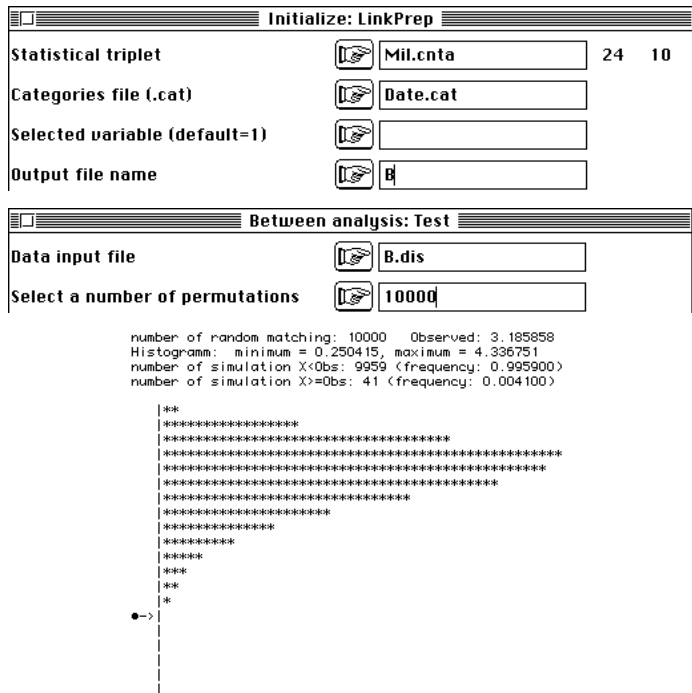 Initialize: LinkPrep
Statistical triplet Mil.cnta 24 10
Categories file (.cat) Date.cat
Selected variable (default=1)
Output file name B
Between analysis: Test
Data input file B.dis
Select a number of permutations 10000
number of random matching: 10000 Observed: 3.185858
Histogramm: minimum = 0.250415, maximum = 4.336751
number of simulation X<Obs: 9959 (frequency: 0.995900)
number of simulation X>=Obs: 41 (frequency: 0.004100)
|**
|*****************
|************************************
|**************************************************
|************************************************
|******************************************
|*******************************
|*********************
|**************
|*********
|*****
|***
|**
|*
●->|
|
|
|
|
|